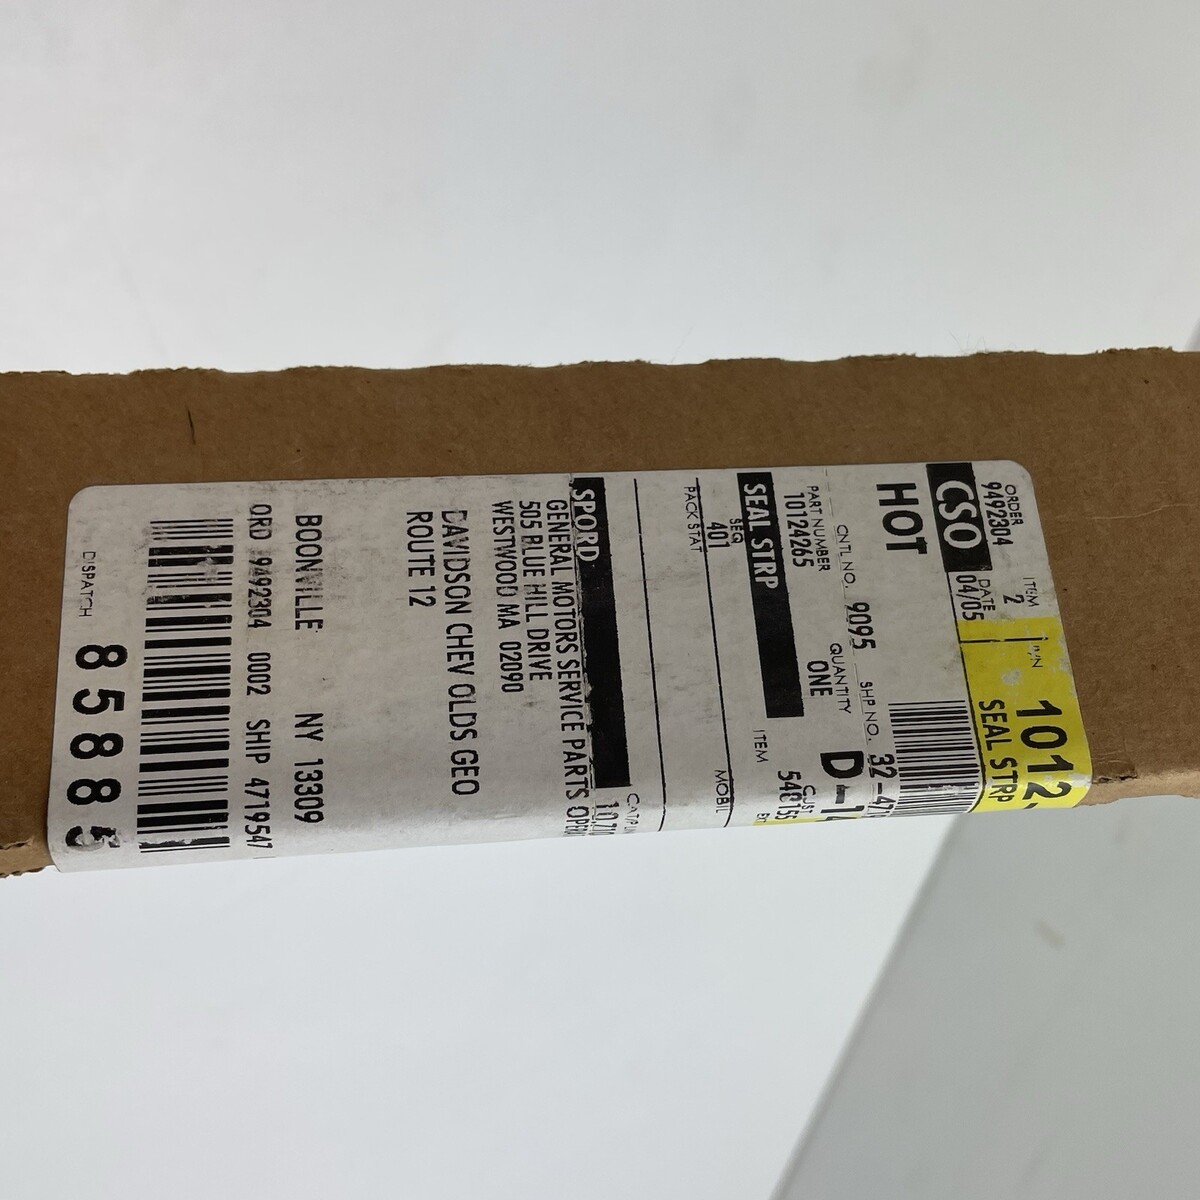 ORDER ITEM INV
9492304 2 1012
CSO DATE 04/05 SEAL STRP
HOT
CNTL NO. 9095 SHP NO. 32-47
PART NUMBER QUANTITY
10124265 ONE D
CUST
SEAL STRP ITEM 548155
SEQ
401
PACK STAT MOBIL
SPORD
GENERAL MOTORS SERVICE PARTS
505 BLUE HILL DRIVE
WESTWOOD MA 02090
DAVIDSON CHEV OLDS GEO
ROUTE 12
BOONVILLE NY 13309
ORD 9492304 0002 SHIP 4719547
DISPATCH 85885